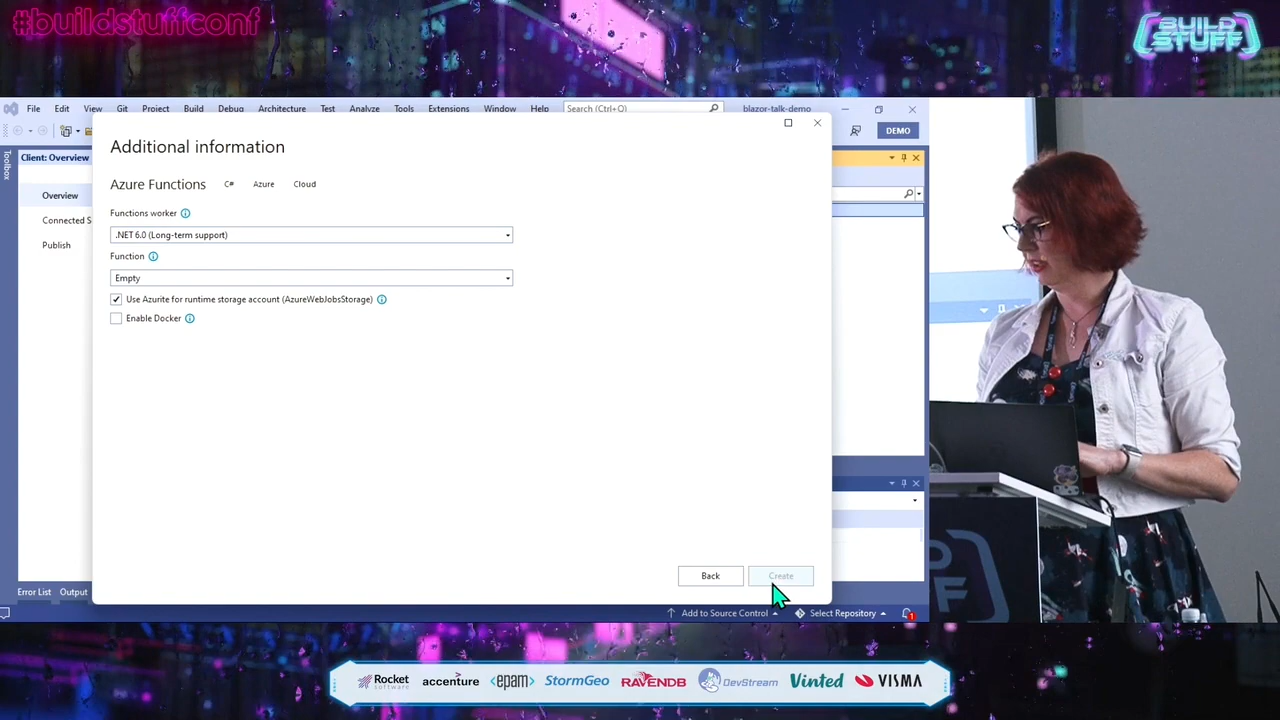 #buildstuffconf
BUILD
STUFF
File Edit View Git Project Build Debug Architecture Test Analyze Tools Extensions Window Help Search (Ctrl+Q) blazor-talk-demo
DEMO
Toolbox
Client: Overview
Overview
Connected S
Publish
Additional information
Azure Functions C# Azure Cloud
Functions worker
.NET 6.0 (Long-term support)
Function
Empty
Use Azurite for runtime storage account (AzureWebJobsStorage)
Enable Docker
Back Create
Error List Output
Add to Source Control Select Repository 1
Rocket software accenture <epam> StormGeo RAVENDB DevStream Vinted VISMA